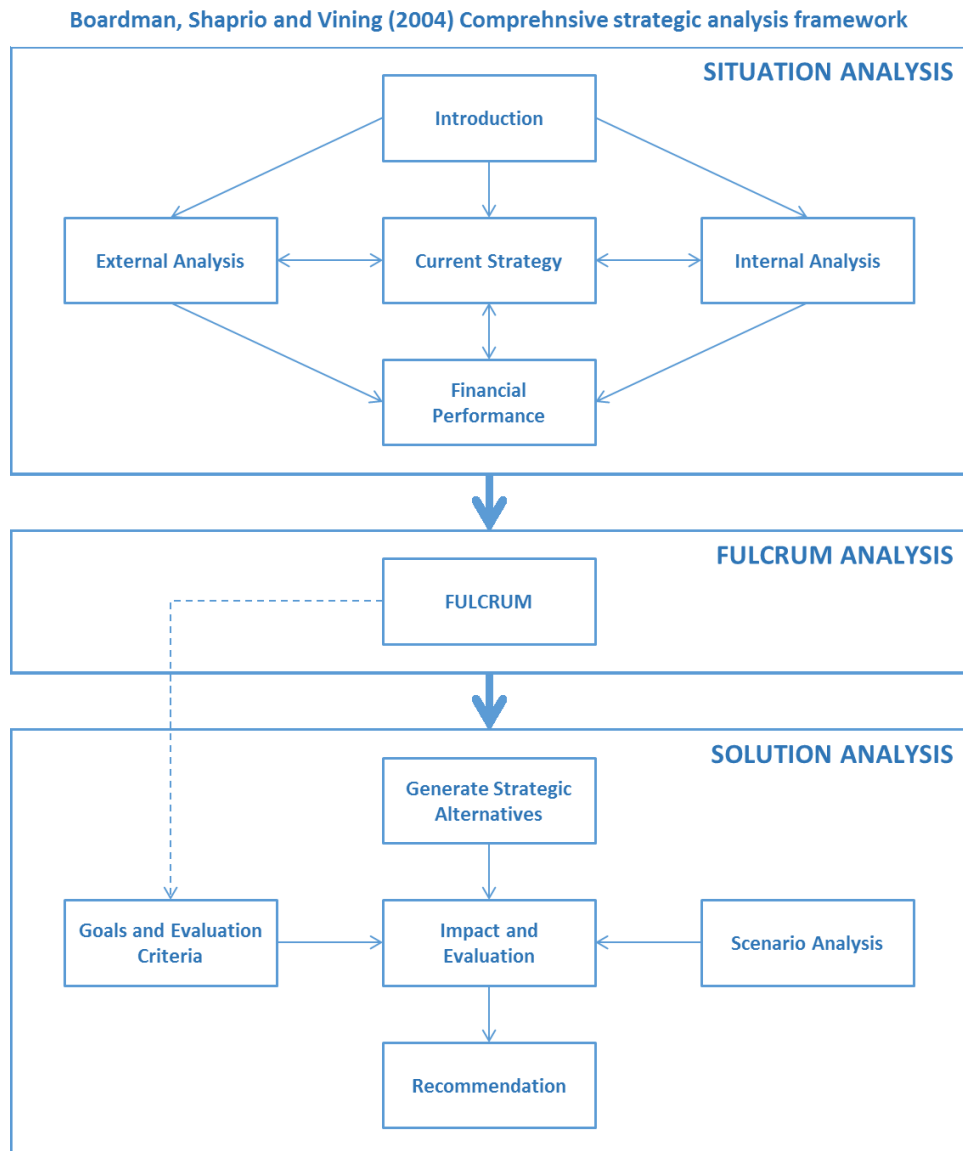 Boardman, Shaprio and Vining (2004) Comprehnsive strategic analysis framework
SITUATION ANALYSIS
Introduction
External Analysis
Current Strategy
Internal Analysis
Financial
Performance
FULCRUM ANALYSIS
FULCRUM
SOLUTION ANALYSIS
Generate Strategic
Alternatives
Goals and Evaluation
Criteria
Impact and
Evaluation
Scenario Analysis
Recommendation